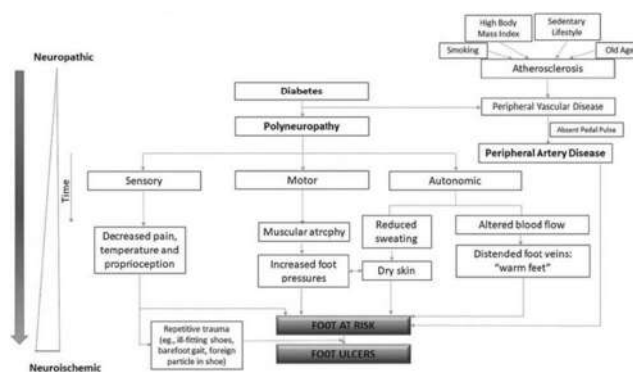 High Body
Mass Index
Sedentary
Lifestyle
Smoking
Old Age
Atherosclerosis
Neuropathic
Diabetes
Peripheral Vascular Disease
Absent Pedal Pulse
Polyneuropathy
Peripheral Artery Disease
Time
Sensory
Motor
Autonomic
Decreased pain,
temperature and
proprioception
Muscular atrophy
Reduced
sweating
Altered blood flow
Increased foot
pressures
Dry skin
Distended foot veins:
"warm feet"
FOOT AT RISK
Repetitive trauma
(eg., ill-fitting shoes,
barefoot gait, foreign
particle in shoe)
FOOT ULCERS
Neuroischemic